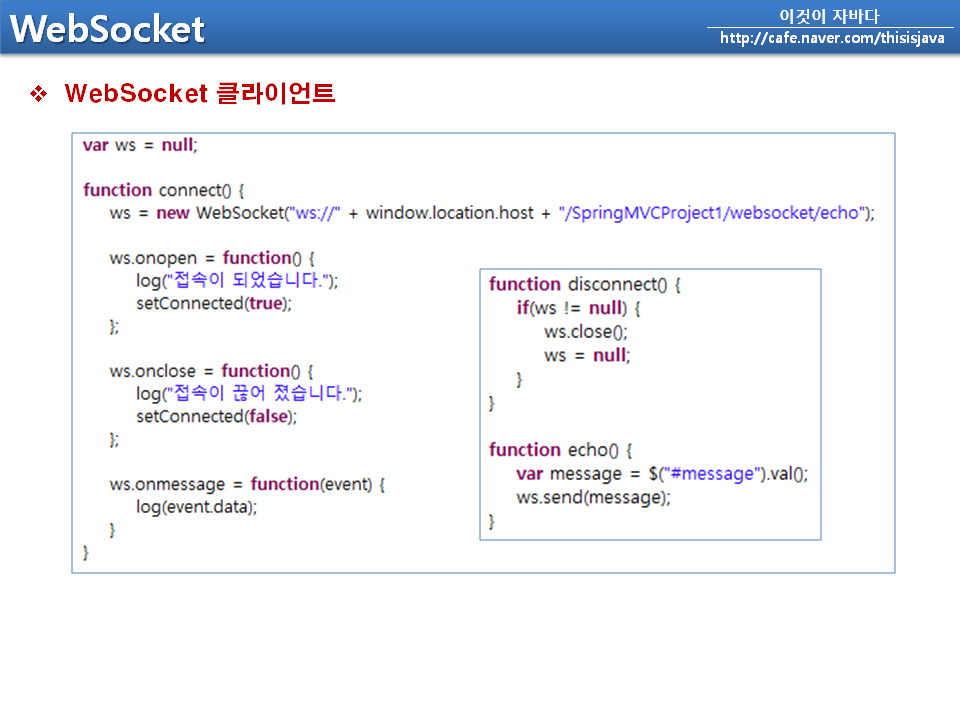 WebSocket
이것이 자바다
http://cafe.naver.com/thisisjava
❖ WebSocket 클라이언트
var ws = null;
function connect() {
ws = new WebSocket("ws://" + window.location.host + "/SpringMVCProject1/websocket/echo");
ws.onopen = function() {
log("접속이 되었습니다.");
setConnected(true);
};
ws.onclose = function() {
log("접속이 끊어 졌습니다.");
setConnected(false);
};
ws.onmessage = function(event) {
log(event.data);
}
}
function disconnect() {
if(ws != null) {
ws.close();
ws = null;
}
}
function echo() {
var message = $("#message").val();
ws.send(message);
}